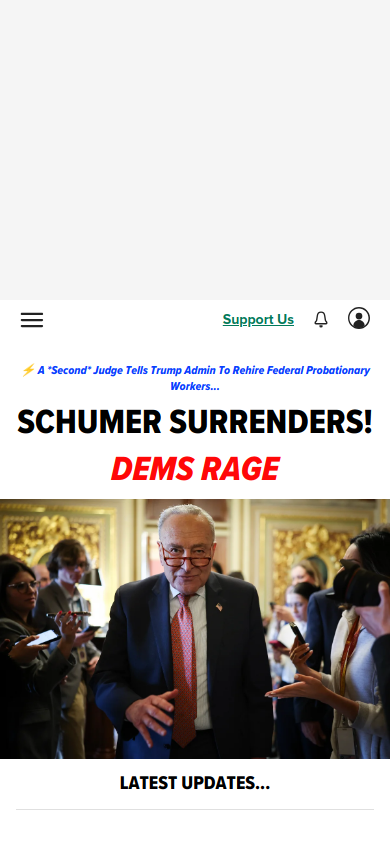 Support Us
⚡ A *Second* Judge Tells Trump Admin To Rehire Federal Probationary
Workers...
SCHUMER SURRENDERS!
DEMS RAGE
LATEST UPDATES...